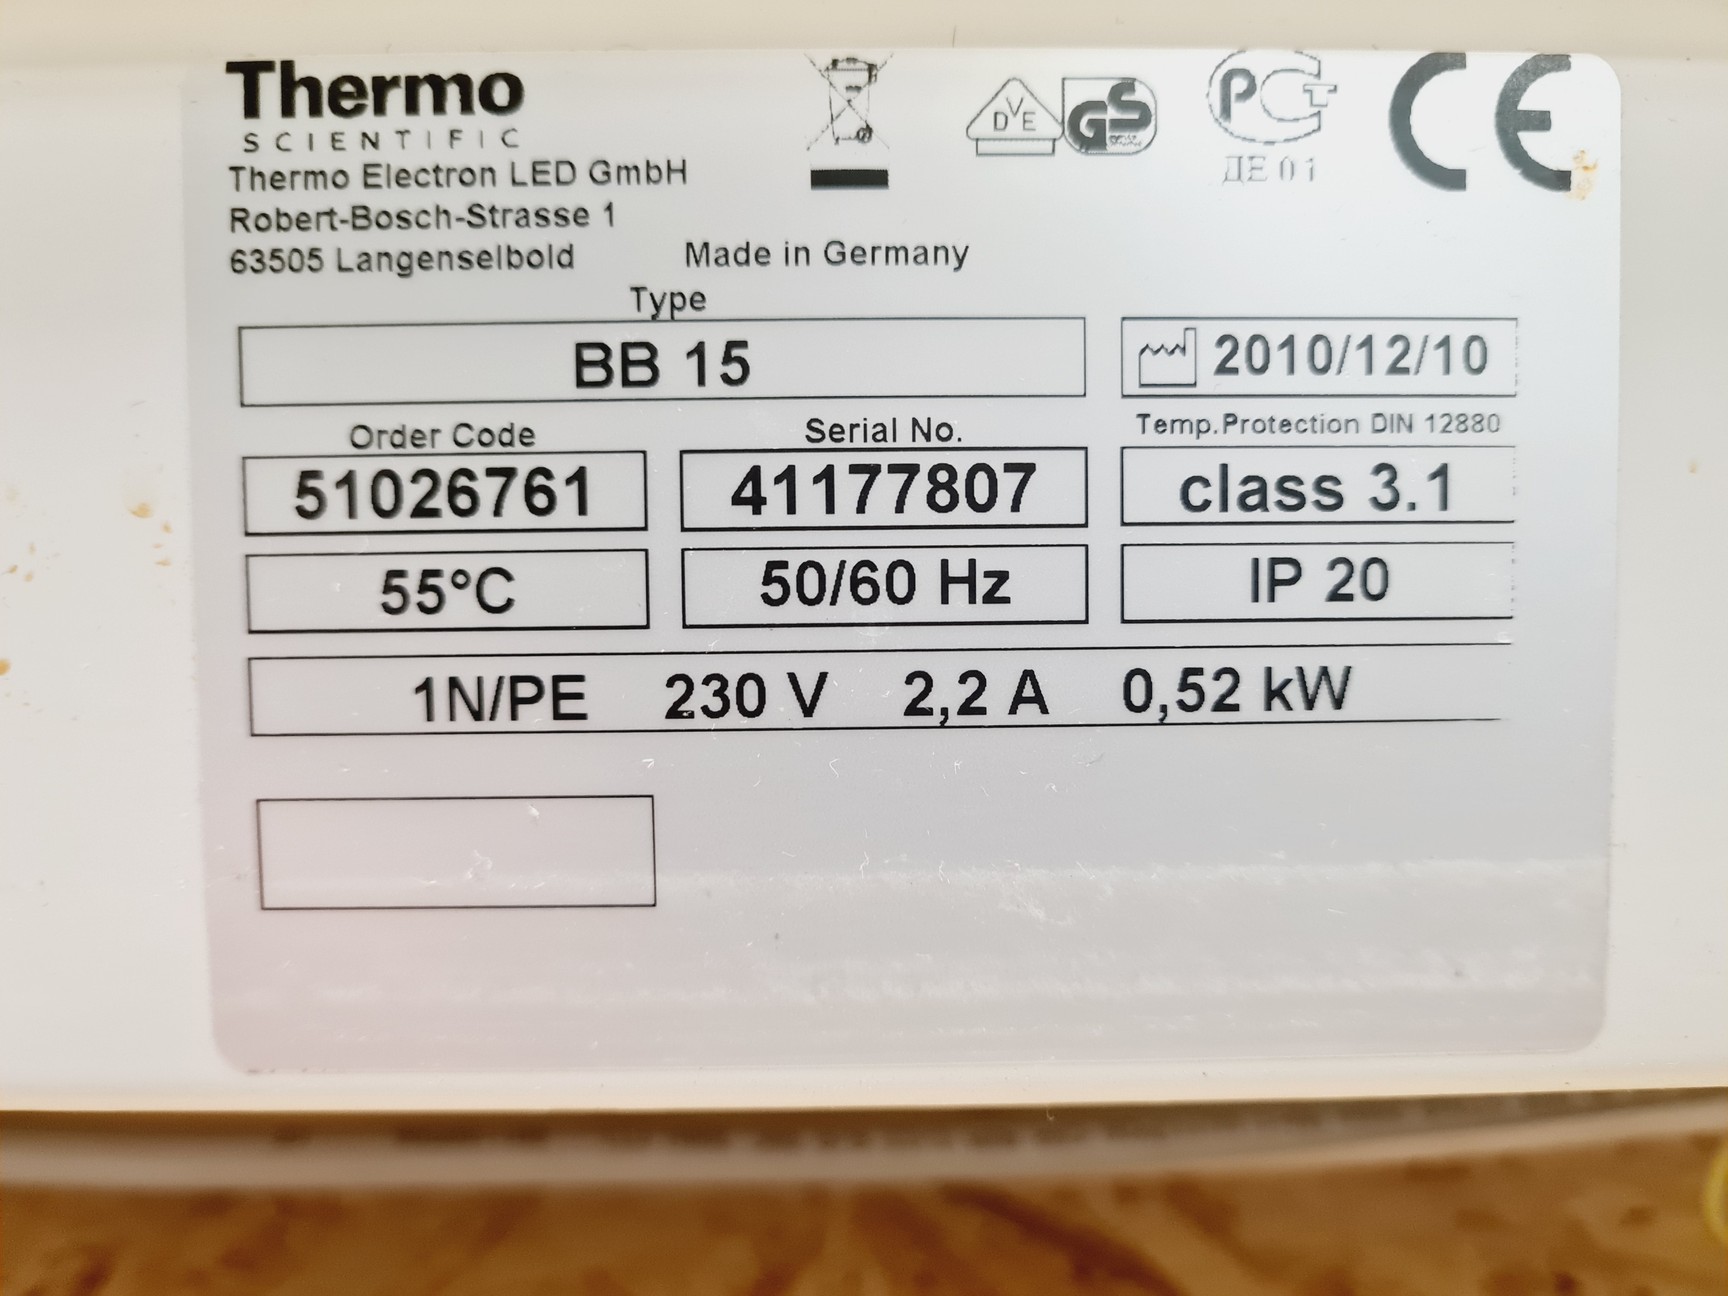 Thermo
SCIENTIFIC
Thermo Electron LED GmbH
Robert-Bosch-Strasse 1
63505 Langenselbold
Made in Germany
DVE
GS
РСТ
ДЕ 01
CE
Type
BB 15
2010/12/10
Order Code
Serial No.
Temp.Protection DIN 12880
51026761
41177807
class 3.1
55°C
50/60 Hz
IP 20
1N/PE 230 V 2,2 A 0,52 kW